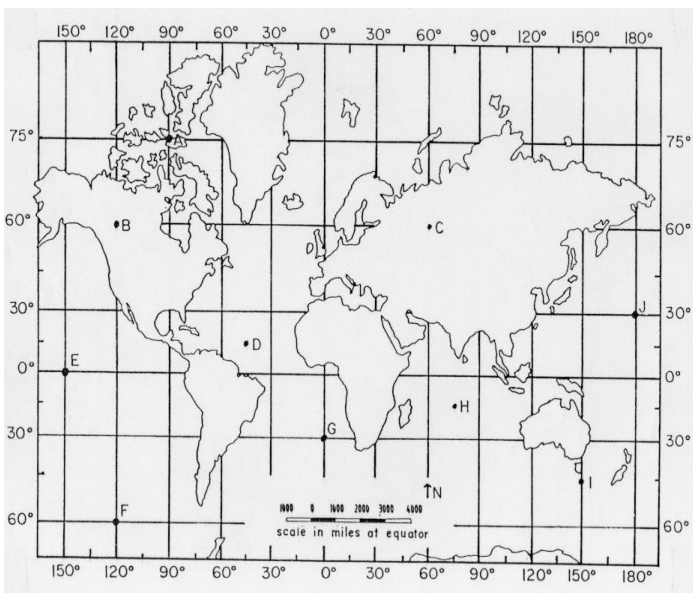 150° 120° 90° 60° 30° 0° 30° 60° 90° 120° 150° 180°
75° A 75°
60° B C 60°
30° J 30°
D
E
0° 0°
H
G
30° 30°
I
↑N
F
1000 0 1000 2000 3000 4000
60° 60°
scale in miles at equator
150° 120° 90° 60° 30° 0° 30° 60° 90° 120° 150° 180°